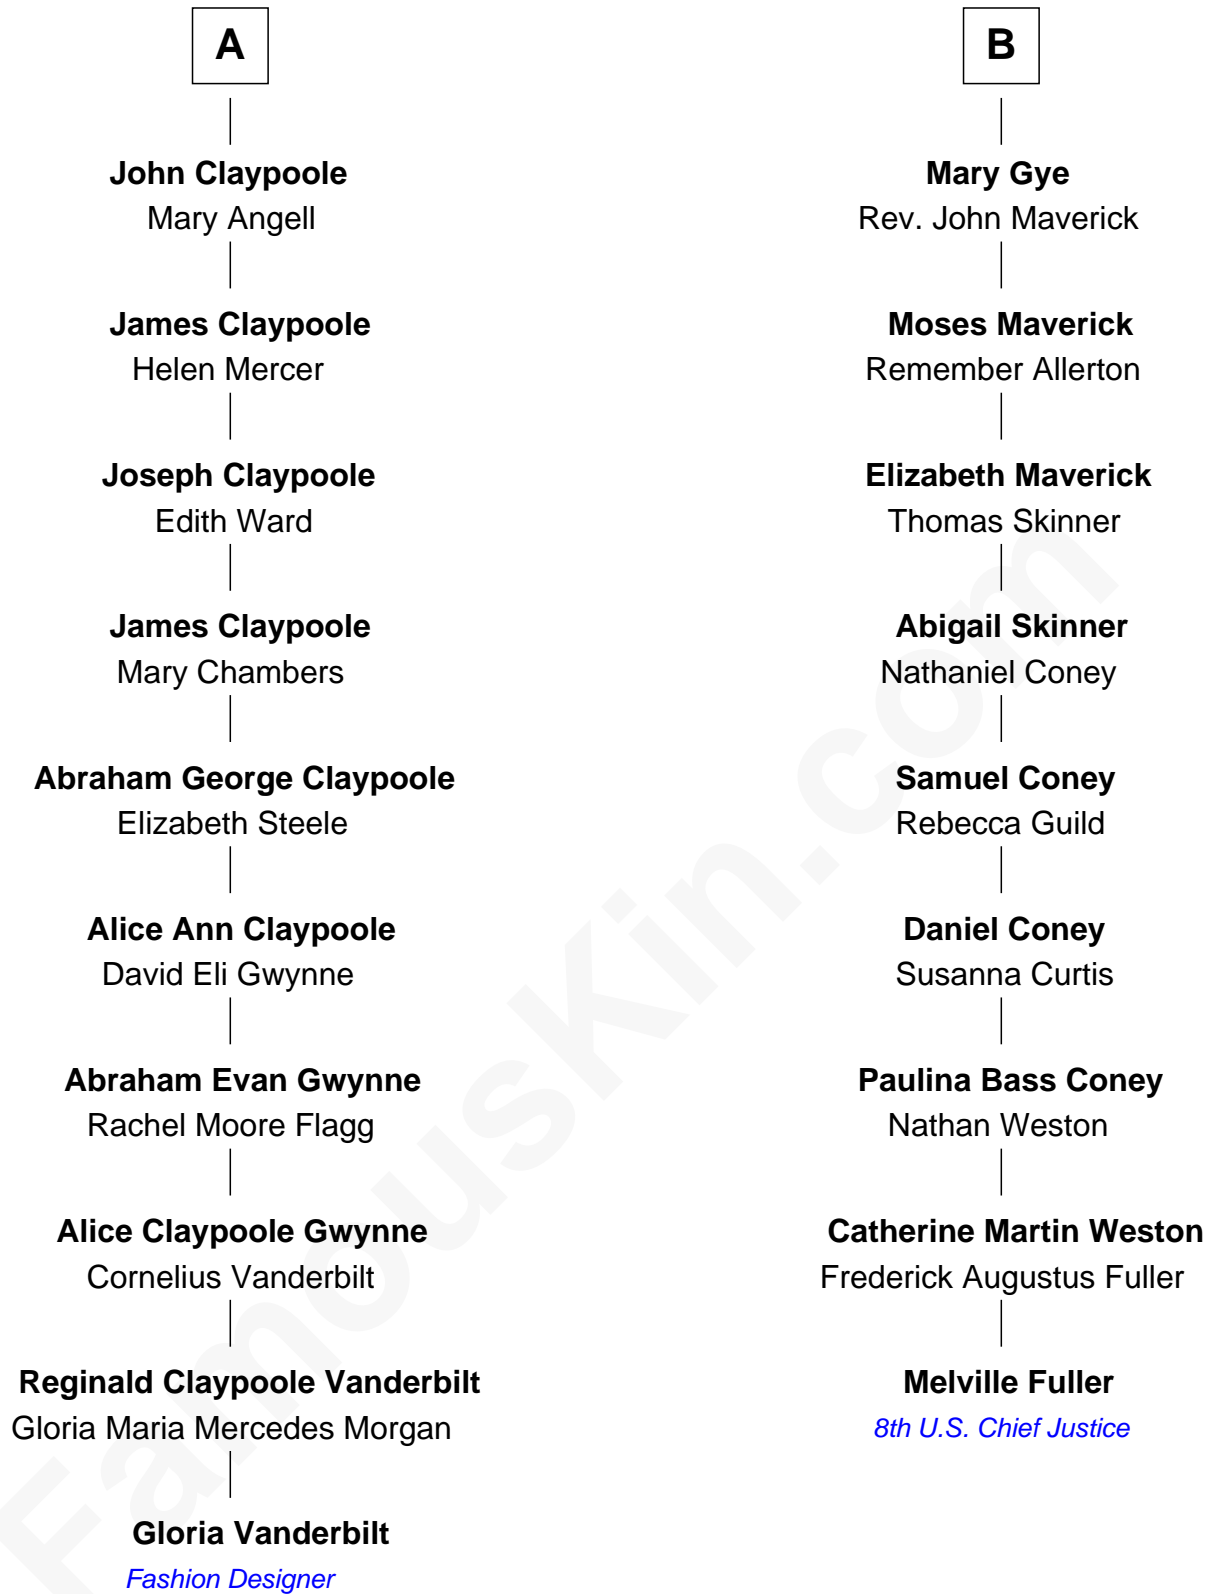 A
John Claypoole
Mary Angell
James Claypoole
Helen Mercer
Joseph Claypoole
Edith Ward
James Claypoole
Mary Chambers
Abraham George Claypoole
Elizabeth Steele
Alice Ann Claypoole
David Eli Gwynne
Abraham Evan Gwynne
Rachel Moore Flagg
Alice Claypoole Gwynne
Cornelius Vanderbilt
Reginald Claypoole Vanderbilt
Gloria Maria Mercedes Morgan
Gloria Vanderbilt
Fashion Designer
B
Mary Gye
Rev. John Maverick
Moses Maverick
Remember Allerton
Elizabeth Maverick
Thomas Skinner
Abigail Skinner
Nathaniel Coney
Samuel Coney
Rebecca Guild
Daniel Coney
Susanna Curtis
Paulina Bass Coney
Nathan Weston
Catherine Martin Weston
Frederick Augustus Fuller
Melville Fuller
8th U.S. Chief Justice
FamousKin.com